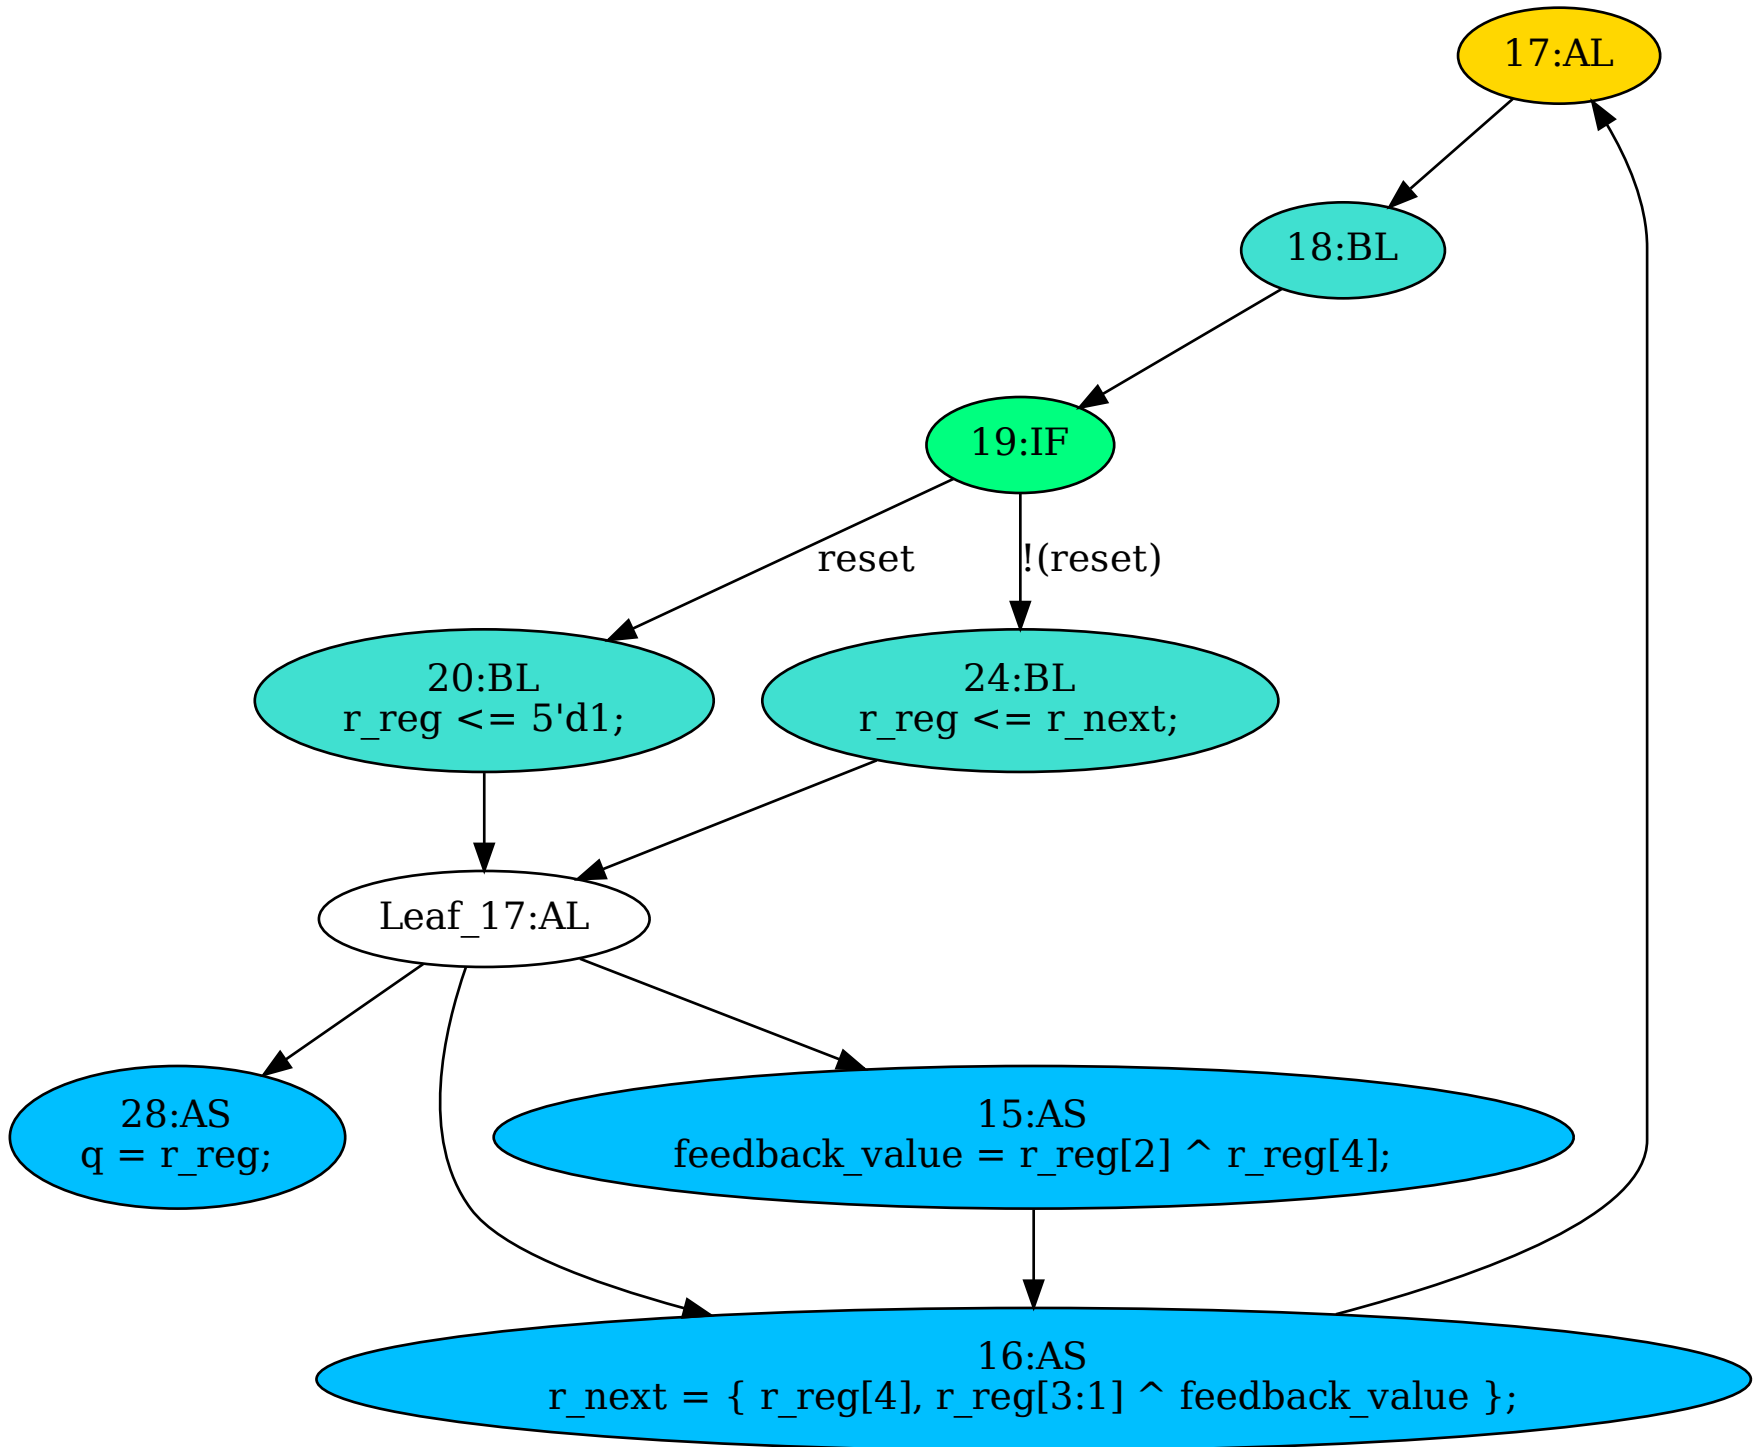 17:AL
18:BL
19:IF
reset
!(reset)
20:BL
r_reg <= 5'd1;
24:BL
r_reg <= r_next;
Leaf_17:AL
28:AS
q = r_reg;
15:AS
feedback_value = r_reg[2] ^ r_reg[4];
16:AS
r_next = { r_reg[4], r_reg[3:1] ^ feedback_value };